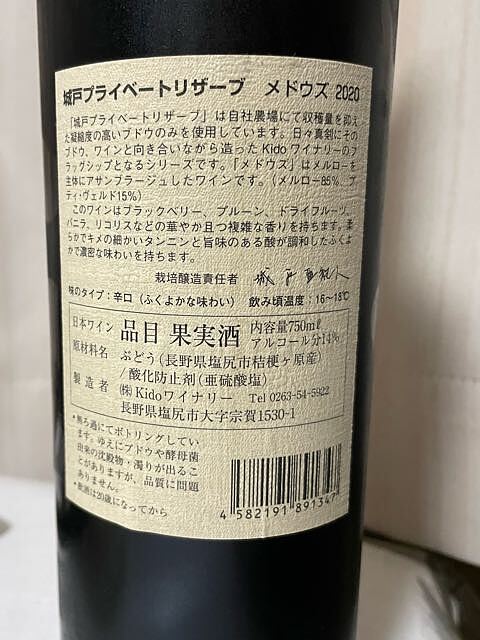 城戸プライベートリザーブ　メドウズ 2020
「城戸プライベートリザーブ」は自社農場にて収穫量を抑え
た凝縮度の高いブドウのみを使用しています。日々真剣にその
ブドウ、ワインと向き合いながら造った Kido ワイナリーのフ
ラッグシップとなるシリーズです。「メドウズ」はメルローを
主体にアサンブラージュしたワインです。（メルロー85%、プ
ティ・ヴェルド15%）
このワインはブラックベリー、プルーン、ドライフルーツ、
バニラ、リコリスなどの華やか且つ複雑な香りを持ちます。柔
らかでキメの細かいタンニンと旨味のある酸が調和したふくよ
かで濃密な味わいを持ちます。
栽培醸造責任者
味のタイプ：辛口（ふくよかな味わい）　飲み頃温度：16～18℃
日本ワイン 品目 果実酒 内容量750㎖
アルコール分14%
原材料名 ぶどう（長野県塩尻市桔梗ヶ原産）
/酸化防止剤（亜硫酸塩）
製造者 ㈱ Kidoワイナリー Tel 0263-54-5922
長野県塩尻市大字宗賀1530-1
*無ろ過にてボトリングしてい
ます。ゆえにブドウや酵母菌
由来の沈殿物・濁りが出るこ
とがありますが、品質に問題
ありません。
*飲酒は20歳になってから
4 582191 891347